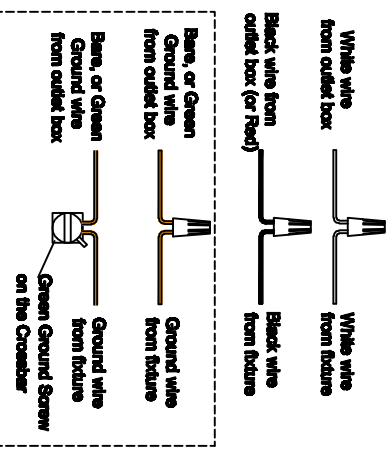 White wire
from outlet box
White wire
from fixture
Black wire from
outlet box (or Red)
Black wire
from fixture
Bare, or Green
Ground wire
from outlet box
Ground wire
from fixture
Bare, or Green
Ground wire
from outlet box
Ground wire
from fixture
Green Ground Screw
on the Crossbar